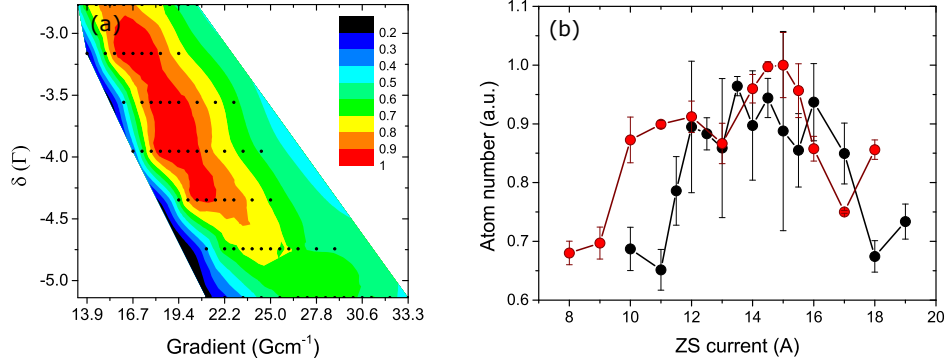 (a)
-3.0
-3.5
-4.0
-4.5
-5.0
δ (Γ)
0.2
0.3
0.4
0.5
0.6
0.7
0.8
0.9
1
13.9 16.7 19.4 22.2 25.0 27.8 30.6 33.3
Gradient (Gcm⁻¹)
(b)
1.1
1.0
0.9
0.8
0.7
0.6
Atom number (a.u.)
8 10 12 14 16 18 20
ZS current (A)